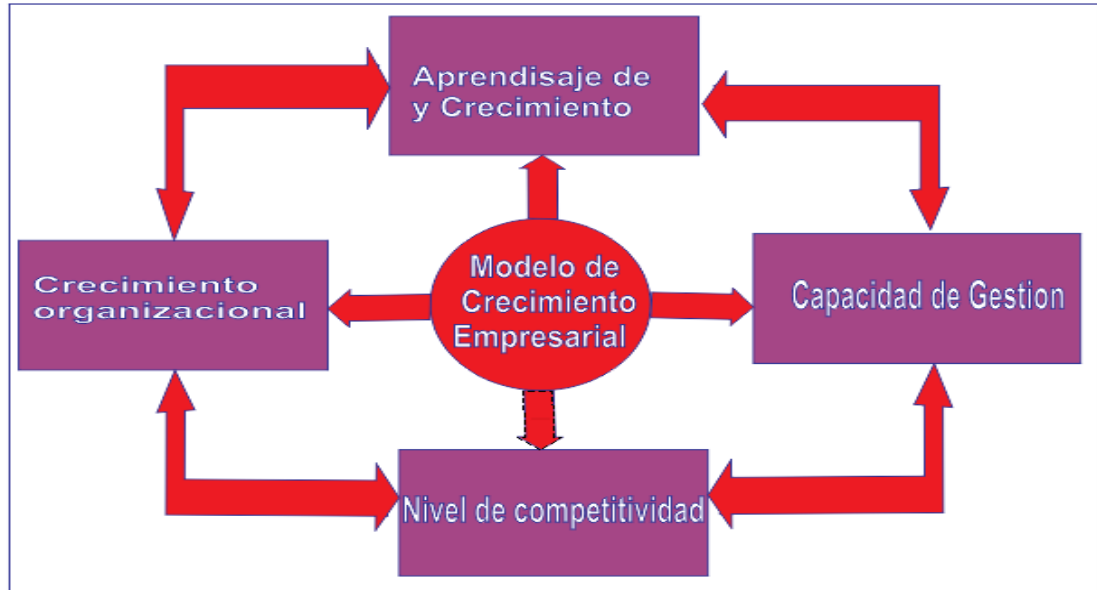 Aprendisaje de
y Crecimiento
Crecimiento
organizacional
Modelo de
Crecimiento
Empresarial
Capacidad de Gestion
Nivel de competitividad